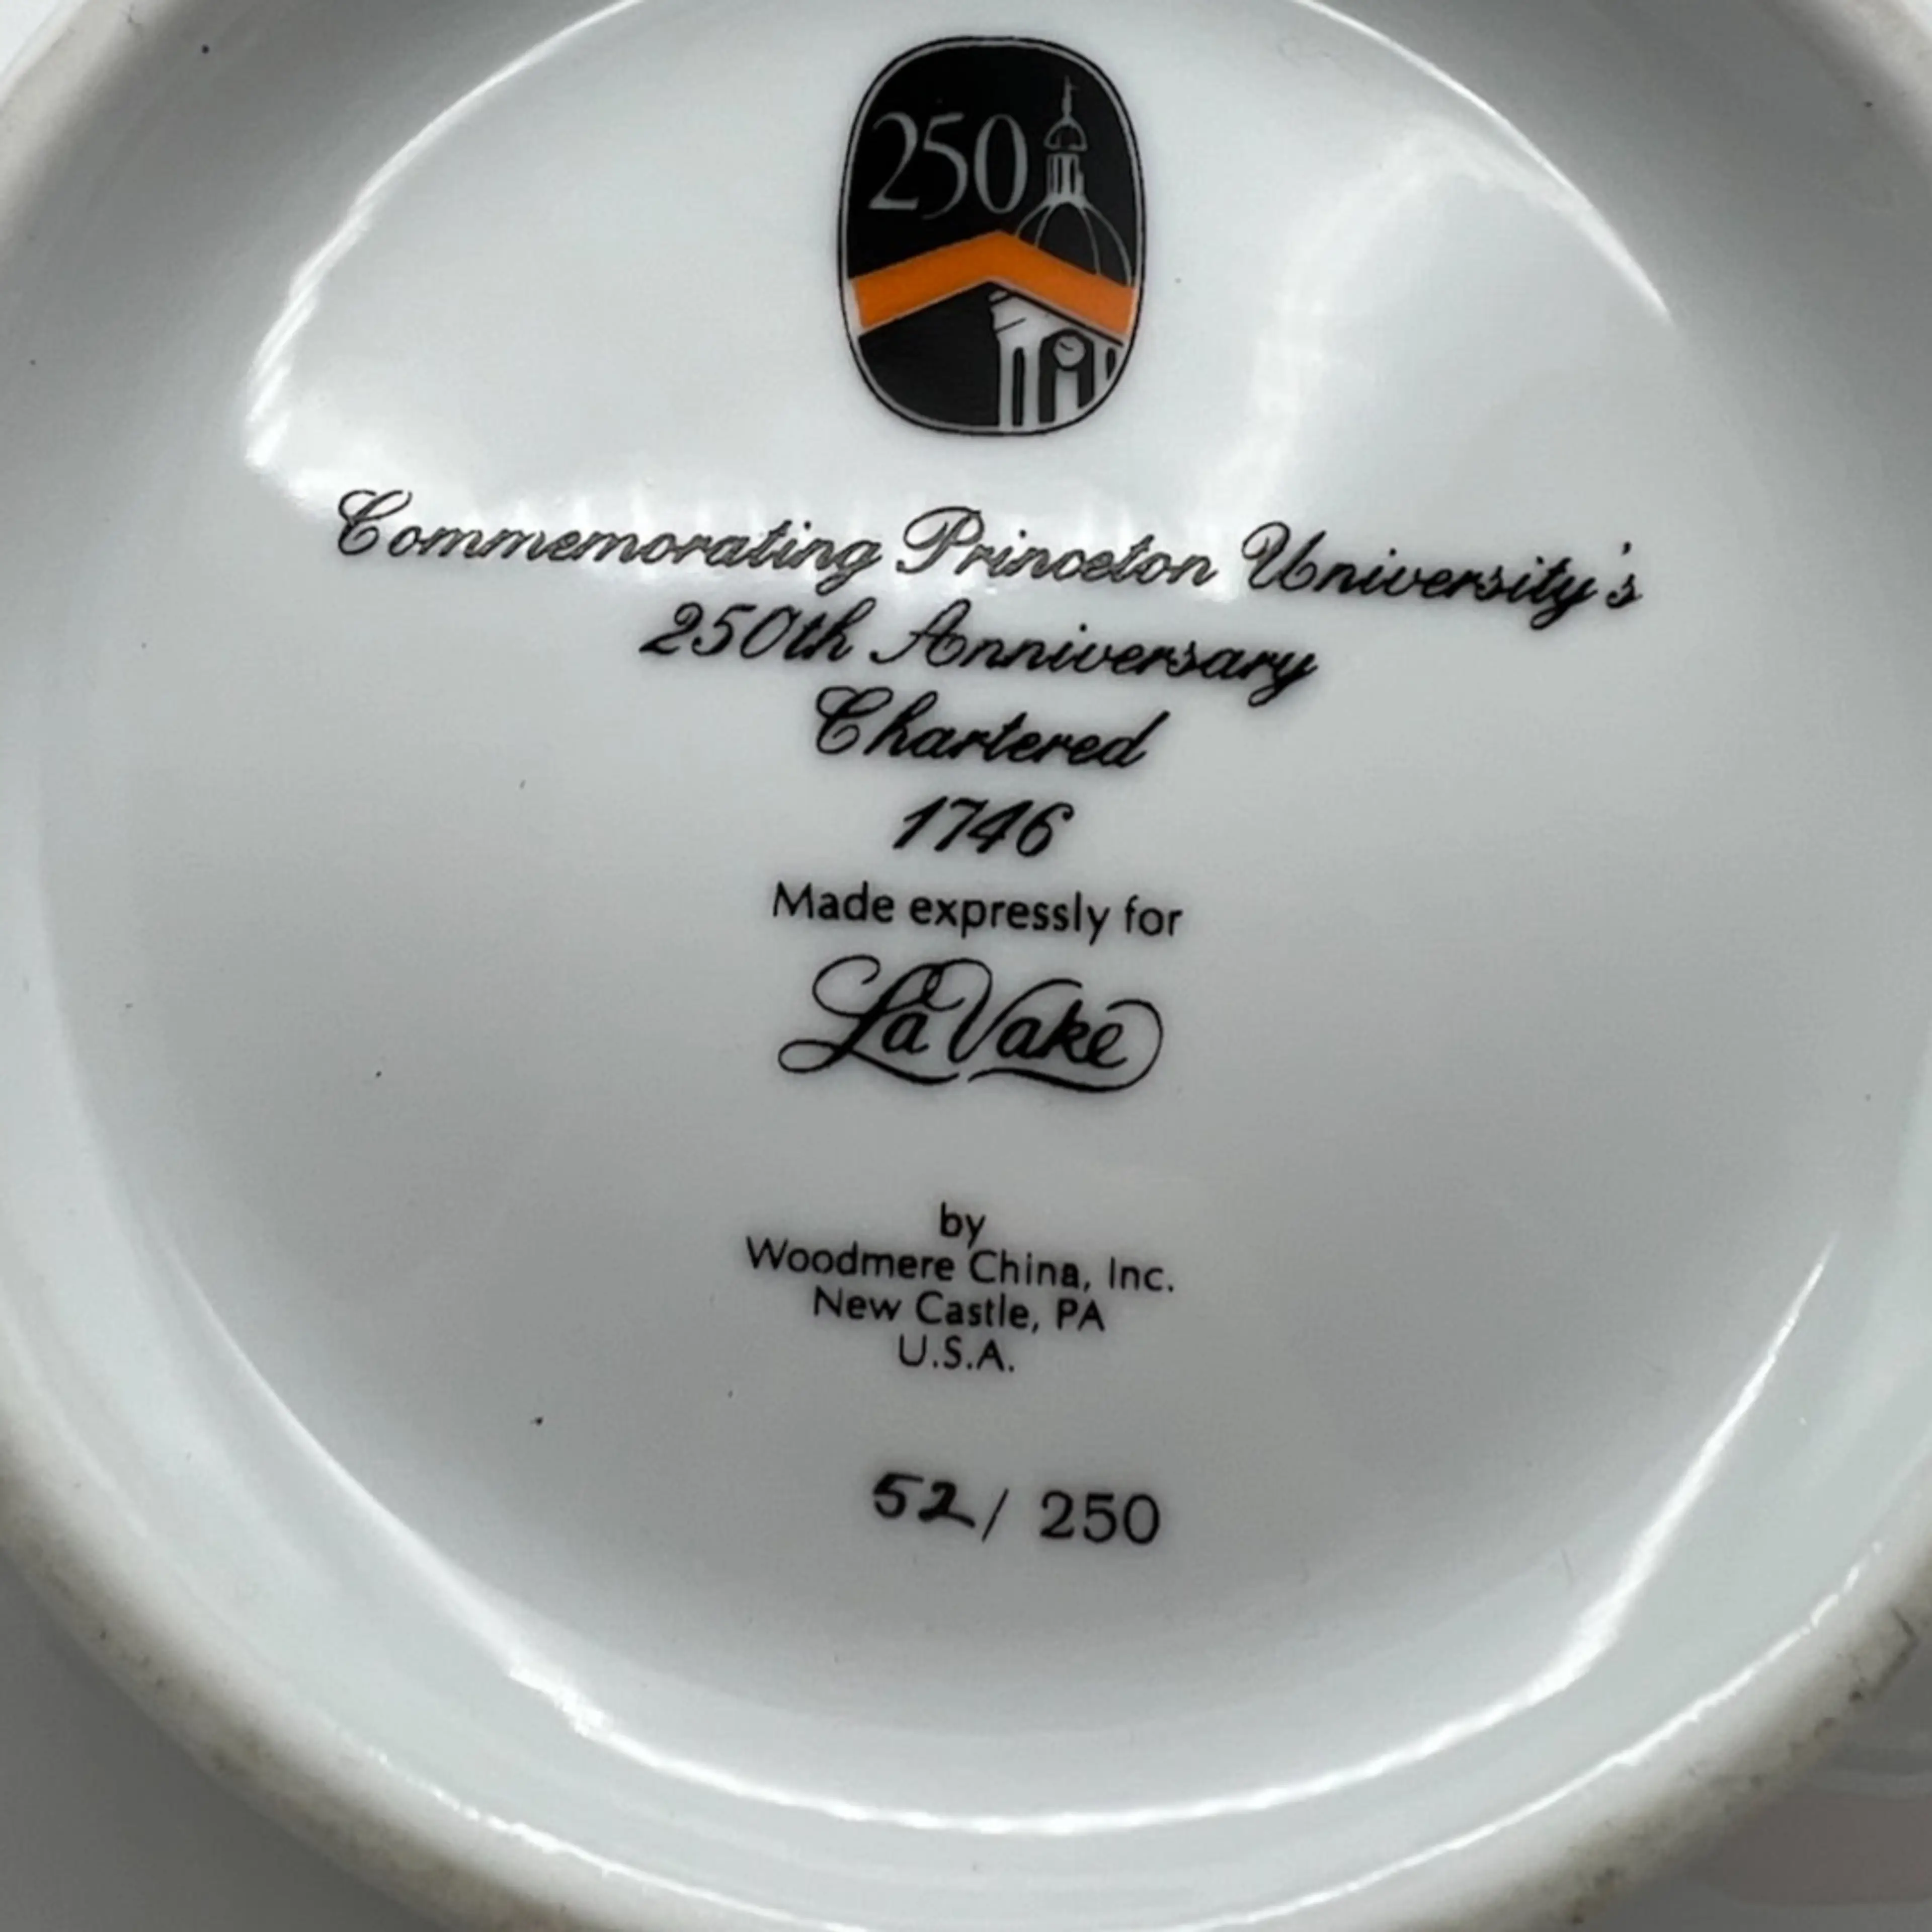 250
Commemorating Princeton University's
250th Anniversary
Chartered
1746
Made expressly for
La Vake
by
Woodmere China, Inc.
New Castle, PA
U.S.A.
52/ 250